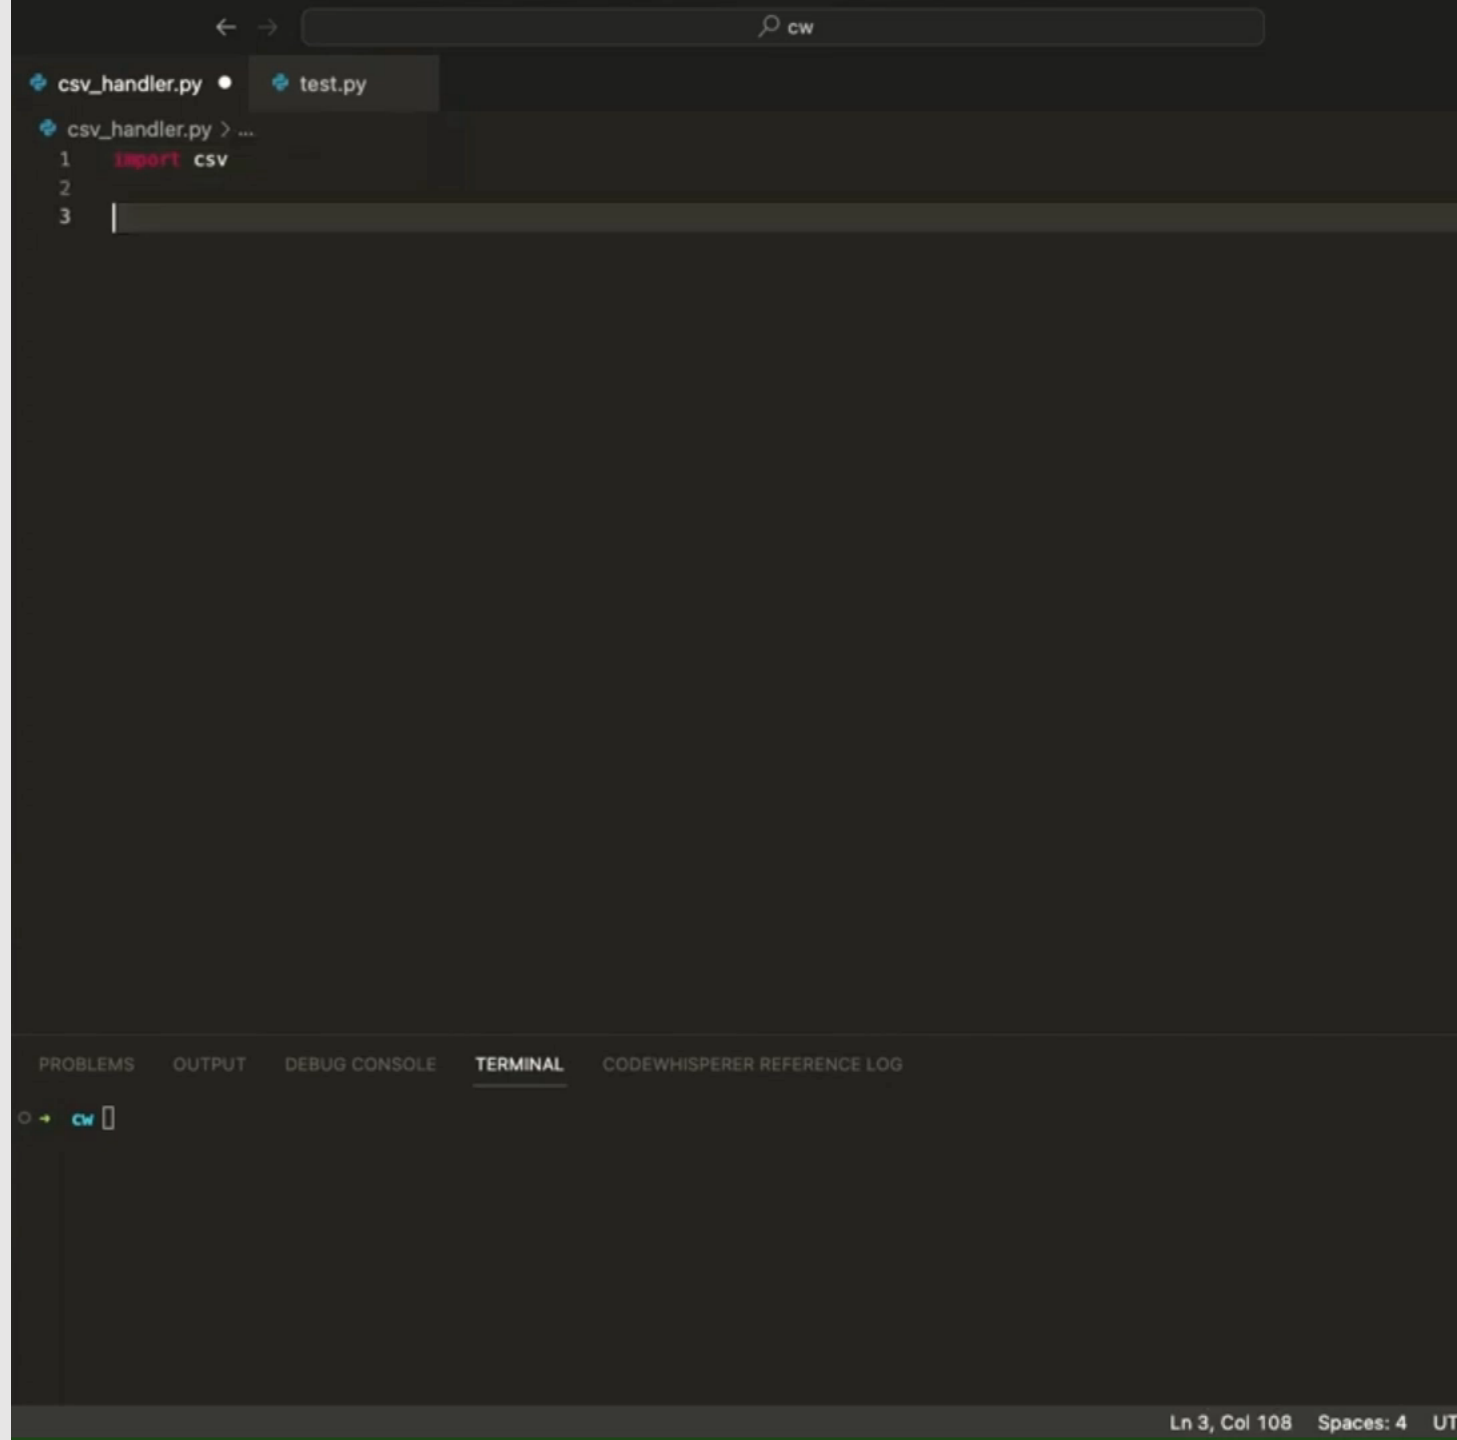 cw
csv_handler.py test.py
csv_handler.py > ...
1 import csv
2
3
PROBLEMS OUTPUT DEBUG CONSOLE TERMINAL CODEWHISPERER REFERENCE LOG
→ cw
Ln 3, Col 108 Spaces: 4 UT